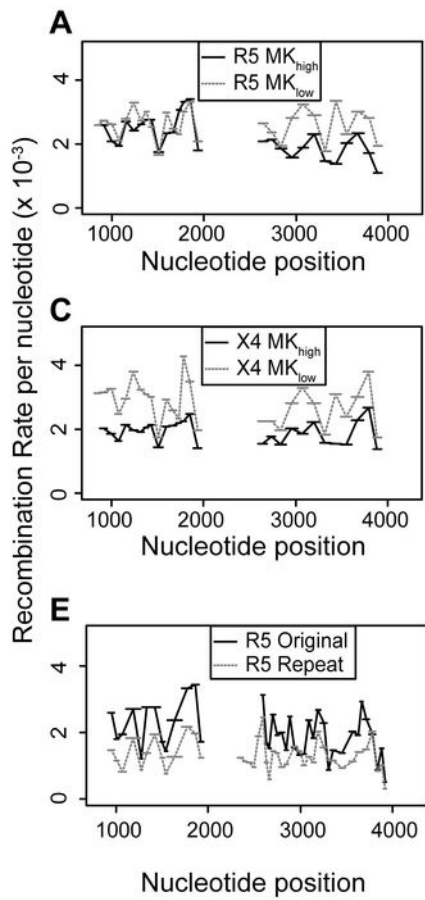 A
R5 MKhigh
R5 MKlow
4
2
0
1000 2000 3000 4000
Nucleotide position
C
X4 MKhigh
X4 MKlow
4
2
0
1000 2000 3000 4000
Nucleotide position
E
R5 Original
R5 Repeat
4
2
0
1000 2000 3000 4000
Nucleotide position
Recombination Rate per nucleotide (x 10-3)